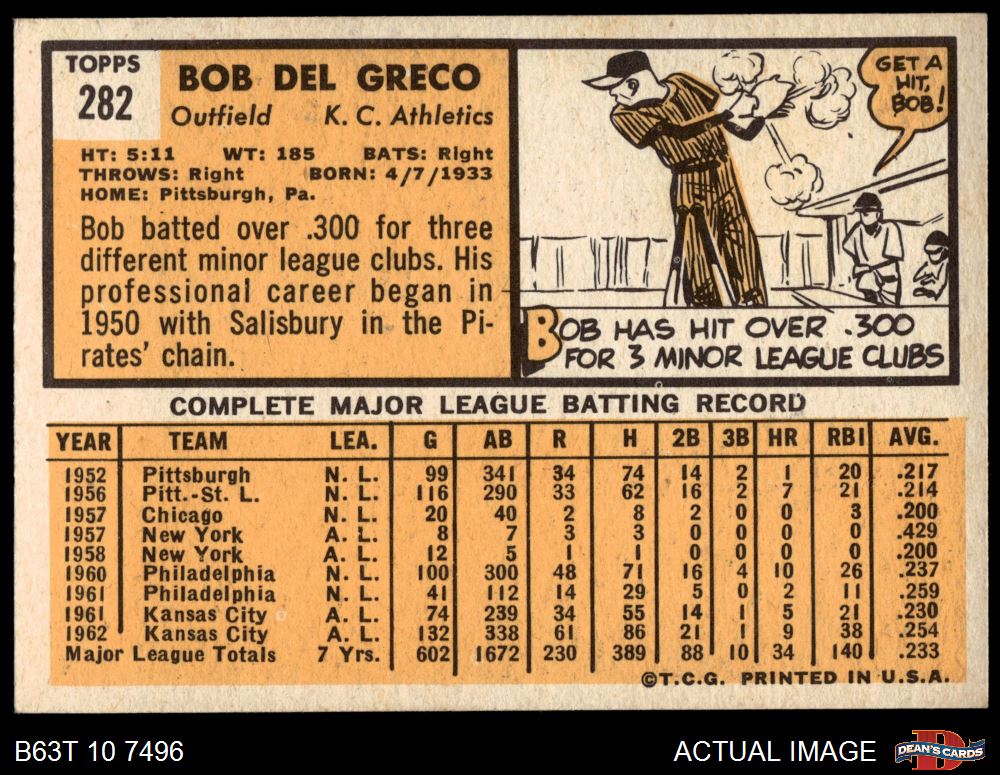 TOPPS
282
BOB DEL GRECO
Outfield K. C. Athletics
HT: 5:11 WT: 185 BATS: Right
THROWS: Right BORN: 4/7/1933
HOME: Pittsburgh, Pa.
Bob batted over .300 for three
different minor league clubs. His
professional career began in
1950 with Salisbury in the Pi-
rates' chain.
GET A
HIT,
BOB!
BOB HAS HIT OVER .300
FOR 3 MINOR LEAGUE CLUBS
COMPLETE MAJOR LEAGUE BATTING RECORD
YEAR TEAM LEA. G AB R H 2B 3B HR RBI AVG.
1952 Pittsburgh N. L. 99 341 34 74 14 2 1 20 .217
1956 Pitt.-St. L. N. L. 116 290 33 62 16 2 7 21 .214
1957 Chicago N. L. 20 40 2 8 2 0 0 3 .200
1957 New York A. L. 8 7 3 3 0 0 0 0 .429
1958 New York A. L. 12 5 1 1 0 0 0 0 .200
1960 Philadelphia N. L. 100 300 48 71 16 4 10 26 .237
1961 Philadelphia N. L. 41 112 14 29 5 0 2 11 .259
1961 Kansas City A. L. 74 239 34 55 14 1 5 21 .230
1962 Kansas City A. L. 132 338 61 86 21 1 9 38 .254
Major League Totals 7 Yrs. 602 1672 230 389 88 10 34 140 .233
©T.C.G. PRINTED IN U.S.A.
B63T 10 7496
ACTUAL IMAGE
D
DEAN'S CARDS